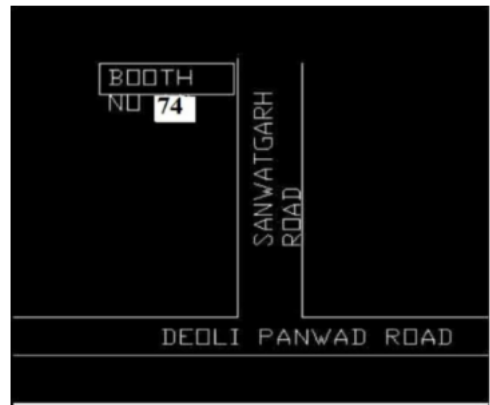 BOOTH
NO 74
SANWATGARH
ROAD
DEOLI PANWAD ROAD